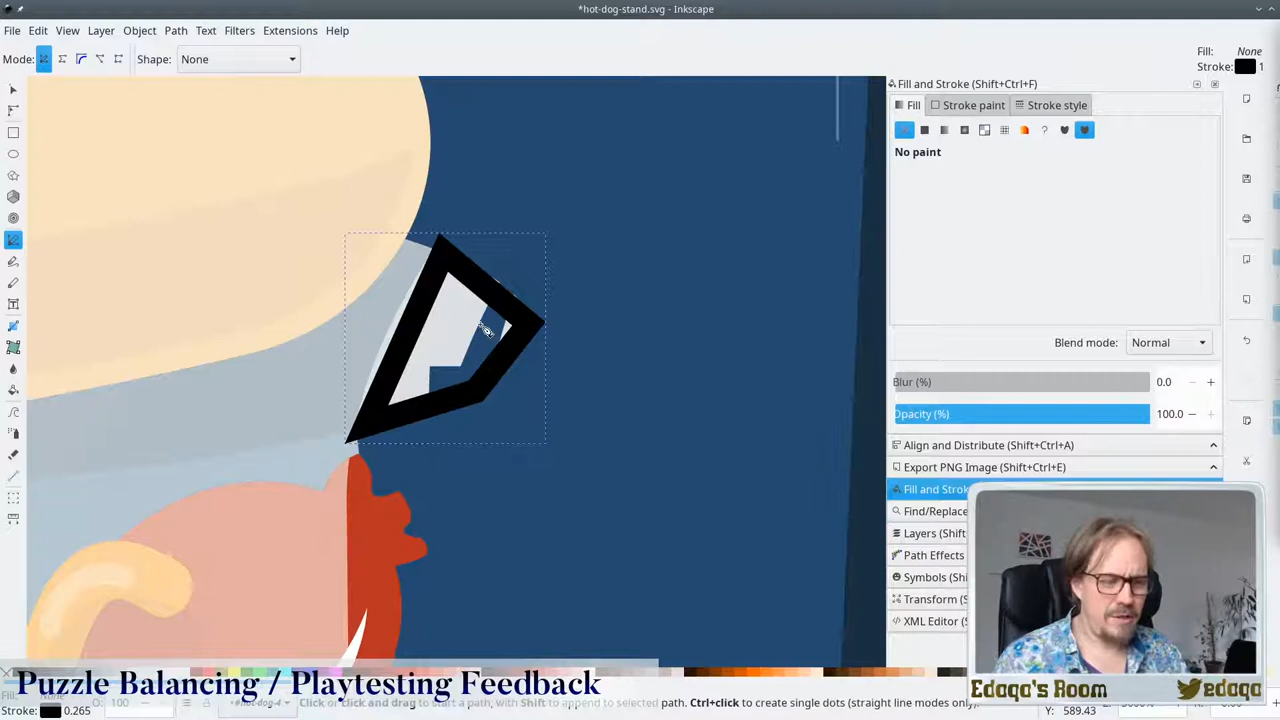 *hot-dog-stand.svg - Inkscape
File Edit View Layer Object Path Text Filters Extensions Help
Mode: Shape: None
Fill: None
Stroke: 1
Fill and Stroke (Shift+Ctrl+F)
Fill Stroke paint Stroke style
No paint
Blend mode: Normal
Blur (%) 0.0
Opacity (%) 100.0
Align and Distribute (Shift+Ctrl+A)
Export PNG Image (Shift+Ctrl+E)
Fill and Strok
Find/Replace
Layers (Shift
Path Effects
Symbols (Shi
Transform (S
XML Editor (S
Puzzle Balancing / Playtesting Feedback
Edaqa's Room
edaqa
O: 100
Click to create or click and drag to start a path, with Shift to append to selected path. Ctrl+click to create single dots (straight line modes only).
Stroke: 0.265
Y: 589.43